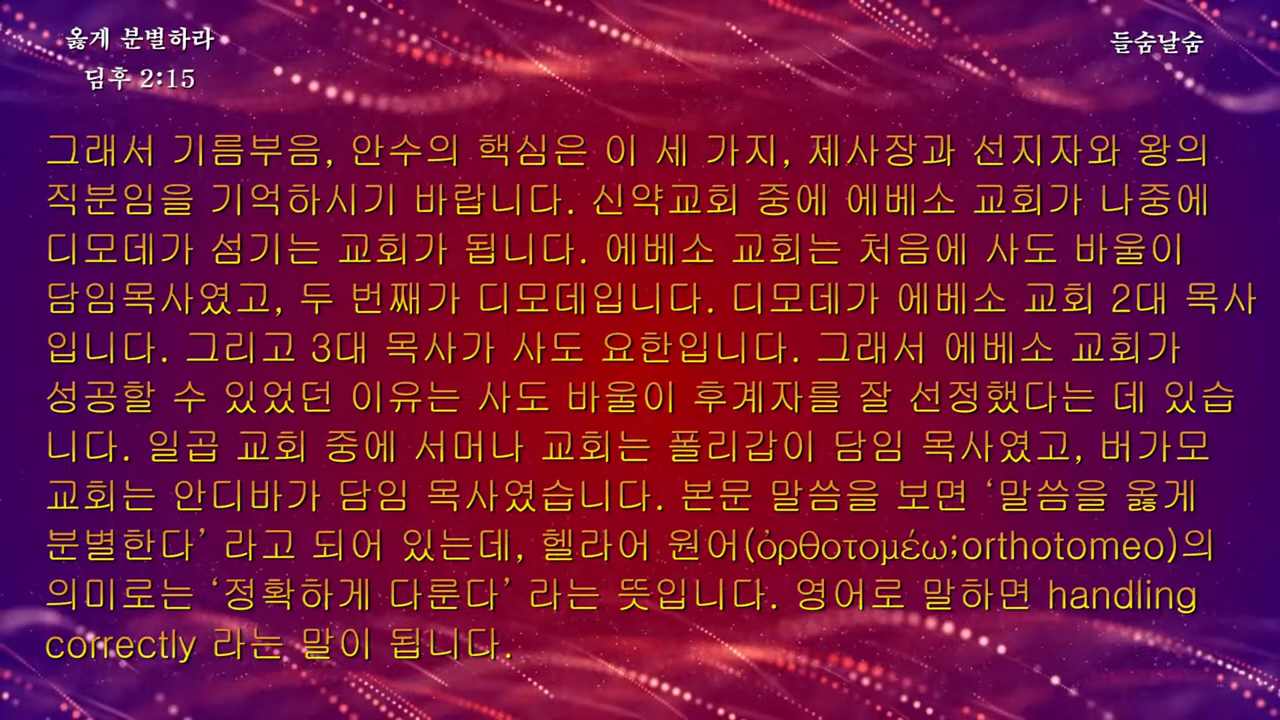 옳게 분별하라
딤후 2:15
들숨날숨
그래서 기름부음, 안수의 핵심은 이 세 가지, 제사장과 선지자와 왕의
직분임을 기억하시기 바랍니다. 신약교회 중에 에베소 교회가 나중에
디모데가 섬기는 교회가 됩니다. 에베소 교회는 처음에 사도 바울이
담임목사였고, 두 번째가 디모데입니다. 디모데가 에베소 교회 2대 목사
입니다. 그리고 3대 목사가 사도 요한입니다. 그래서 에베소 교회가
성공할 수 있었던 이유는 사도 바울이 후계자를 잘 선정했다는 데 있습
니다. 일곱 교회 중에 서머나 교회는 폴리갑이 담임 목사였고, 버가모
교회는 안디바가 담임 목사였습니다. 본문 말씀을 보면 ‘말씀을 옳게
분별한다’ 라고 되어 있는데, 헬라어 원어(ὀρθοτομέω;orthotomeo)의
의미로는 ‘정확하게 다룬다’ 라는 뜻입니다. 영어로 말하면 handling
correctly 라는 말이 됩니다.